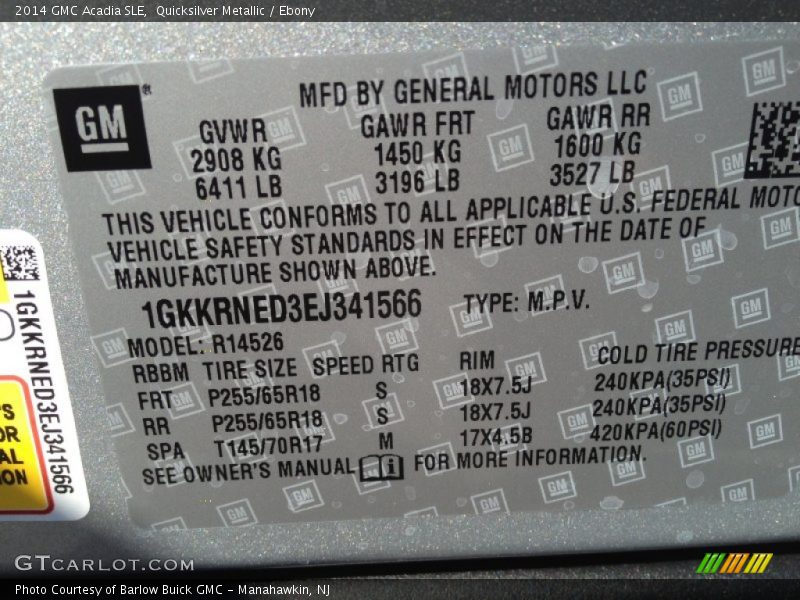 2014 GMC Acadia SLE, Quicksilver Metallic / Ebony
GM®
MFD BY GENERAL MOTORS LLC
GVWR GAWR FRT GAWR RR
2908 KG 1450 KG 1600 KG
6411 LB 3196 LB 3527 LB
THIS VEHICLE CONFORMS TO ALL APPLICABLE U.S. FEDERAL MOTO
VEHICLE SAFETY STANDARDS IN EFFECT ON THE DATE OF
MANUFACTURE SHOWN ABOVE.
1GKKRNED3EJ341566 TYPE: M.P.V.
MODEL: R14526
RBBM TIRE SIZE SPEED RTG RIM COLD TIRE PRESSURE
FRT P255/65R18 S 18X7.5J 240KPA(35PSI)
RR P255/65R18 S 18X7.5J 240KPA(35PSI)
SPA T145/70R17 M 17X4.5B 420KPA(60PSI)
SEE OWNER'S MANUAL FOR MORE INFORMATION.
1GKKRNED3EJ341566
'S
OR
AL
ION
GTCARLOT.COM
Photo Courtesy of Barlow Buick GMC - Manahawkin, NJ